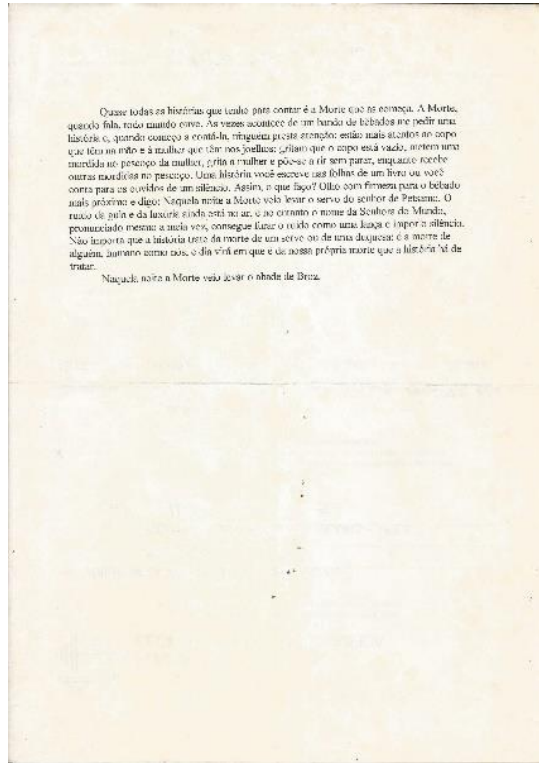 Quase todas as histórias que tenho para contar é a Morte que as começa. A Morte,
quando fala, todo mundo ouve. Às vezes acontece de um bando de bêbados me pedir uma
história e, quando começo a contá-la, ninguém presta atenção: estão mais atentos ao copo
que têm na mão e à mulher que têm nos joelhos: gritam que o copo está vazio, metem uma
mordida no pescoço da mulher, grita a mulher e põe-se a rir sem parar, enquanto recebe
outras mordidas no pescoço. Uma história você escreve nas folhas de um livro ou você
conta para os ouvidos de um silêncio. Assim, o que faço? Olho com firmeza para o bêbado
mais próximo e digo: Naquela noite a Morte veio levar o servo do senhor de Petsamo. O
ruído da gula e da luxúria ainda está no ar, e no entanto o nome da Senhora do Mundo,
pronunciado mesmo a meia voz, consegue furar o ruído como uma lança e impor o silêncio.
Não importa que a história trate da morte de um servo ou de uma duquesa: é a morte de
alguém, humano como nós, e dia virá em que é da nossa própria morte que a história há de
tratar.
Naquela noite a Morte veio levar o abade de